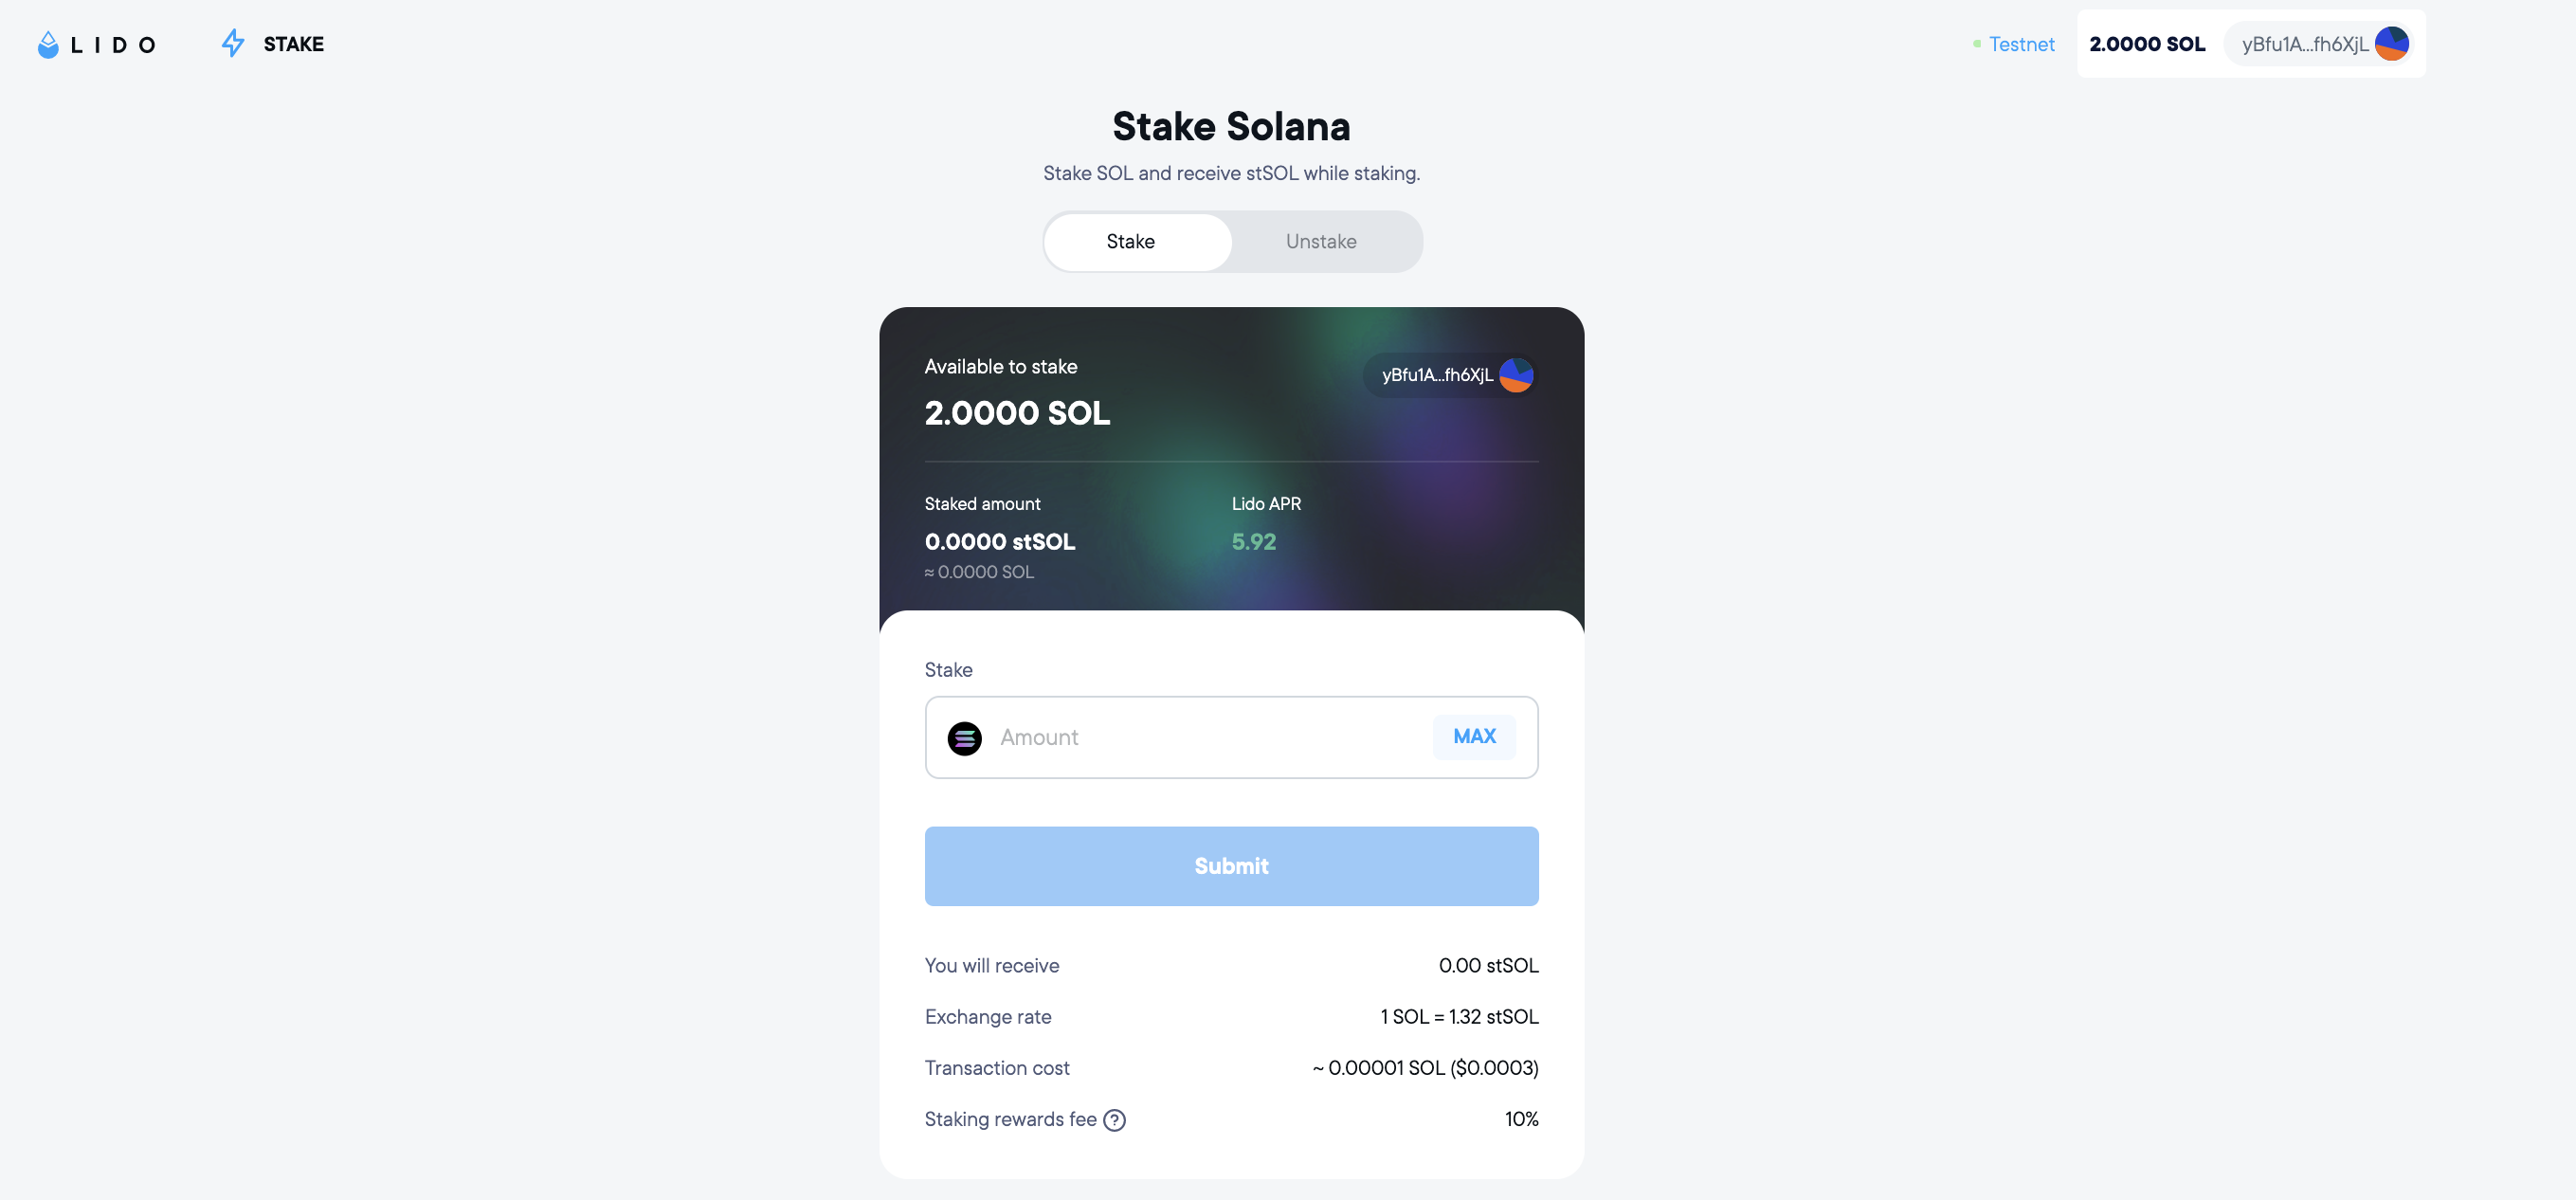 LIDO
STAKE
Testnet
2.0000 SOL
yBfu1A...fh6XjL
Stake Solana
Stake SOL and receive stSOL while staking.
Stake
Unstake
Available to stake
yBfu1A...fh6XjL
2.0000 SOL
Staked amount
Lido APR
0.0000 stSOL
5.92
≈ 0.0000 SOL
Stake
Amount
MAX
Submit
You will receive
0.00 stSOL
Exchange rate
1 SOL = 1.32 stSOL
Transaction cost
~ 0.00001 SOL ($0.0003)
Staking rewards fee ?
10%